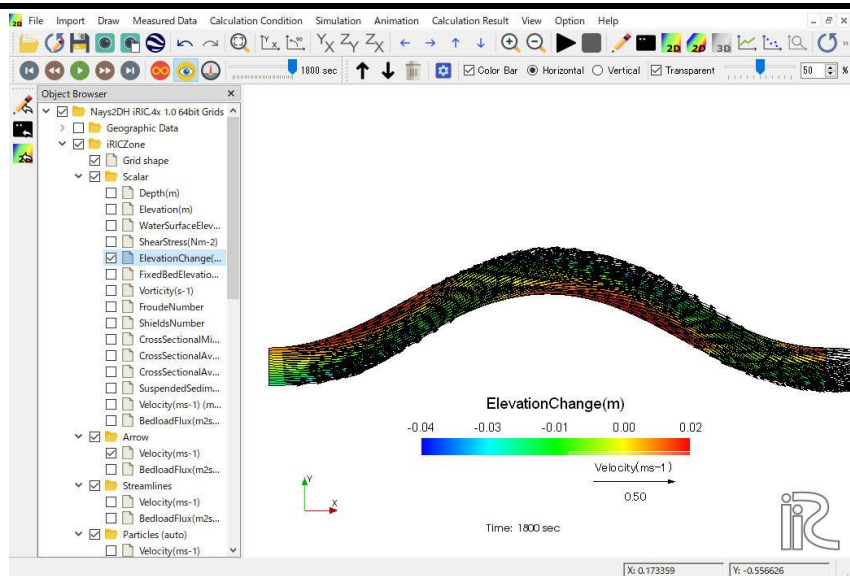 File Import Draw Measured Data Calculation Condition Simulation Animation Calculation Result View Option Help
1800 sec Color Bar Horizontal Vertical Transparent 50 %
Object Browser
Nays2DH iRIC.4x 1.0 64bit Grids
Geographic Data
iRICZone
Grid shape
Scalar
Depth(m)
Elevation(m)
WaterSurfaceElev...
ShearStress(Nm-2)
ElevationChange(...
FixedBedElevatio...
Vorticity(s-1)
FroudeNumber
ShieldsNumber
CrossSectionalMi...
CrossSectionalAv...
CrossSectionalAv...
SuspendedSedim...
Velocity(ms-1) (m...
BedloadFlux(m2s...
Arrow
Velocity(ms-1)
BedloadFlux(m2s...
Streamlines
Velocity(ms-1)
BedloadFlux(m2s...
Particles (auto)
Velocity(ms-1)
ElevationChange(m)
-0.04 -0.03 -0.01 0.00 0.02
Velocity(ms-1)
0.50
Y
X
Time: 1800 sec
iRIC
X: 0.173359 Y: -0.556626